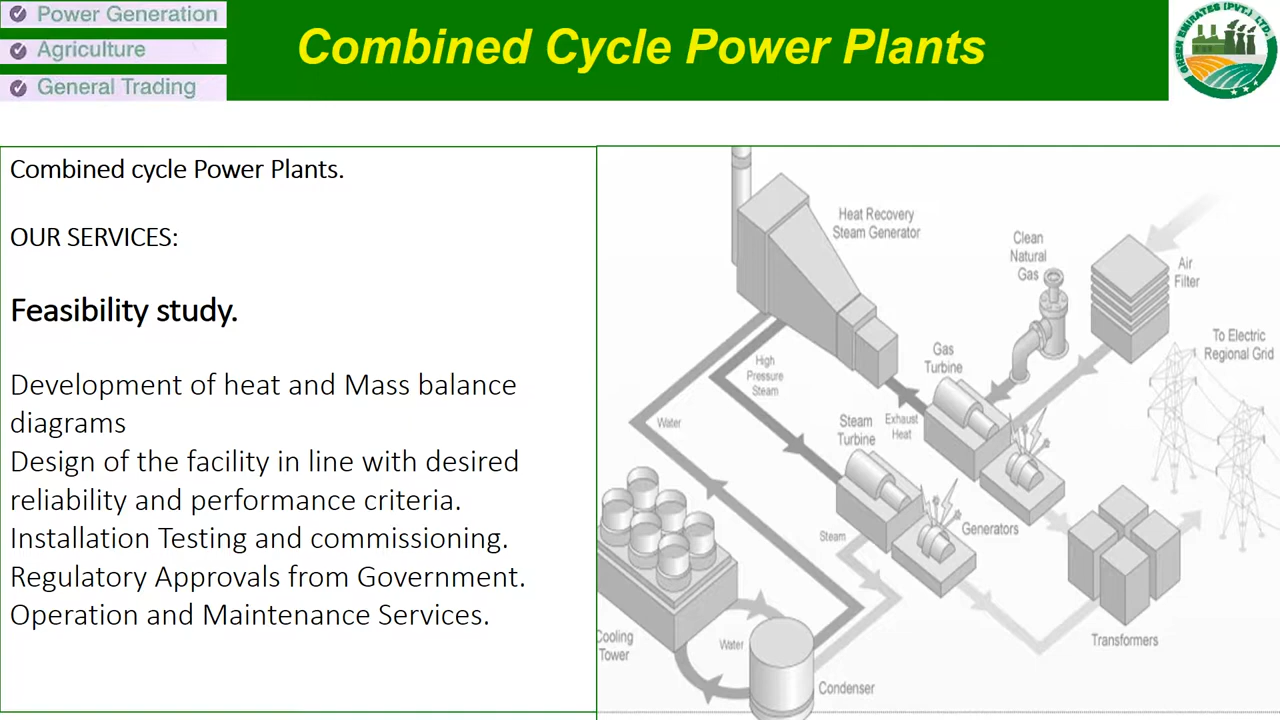 Power Generation
Agriculture
General Trading
Combined Cycle Power Plants
GREEN EMIRATES (PVT.) LTD.
Combined cycle Power Plants.
OUR SERVICES:
Feasibility study.
Development of heat and Mass balance
diagrams
Design of the facility in line with desired
reliability and performance criteria.
Installation Testing and commissioning.
Regulatory Approvals from Government.
Operation and Maintenance Services.
Heat Recovery
Steam Generator
Clean
Natural
Gas
Air
Filter
To Electric
Regional Grid
Gas
Turbine
High
Pressure
Steam
Water
Steam
Turbine
Exhaust
Heat
Generators
Steam
Cooling
Tower
Water
Condenser
Transformers